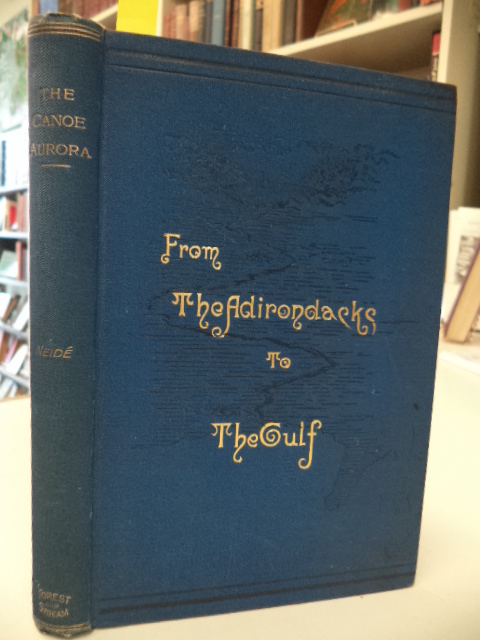 THE
CANOE
AURORA
NEIDÉ
FOREST
AND
STREAM
From
The Adirondacks
To
The Gulf